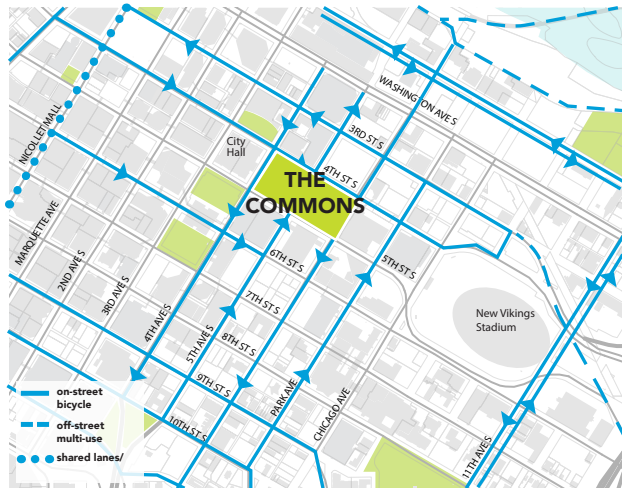 WASHINGTON AVE S
NICOLLET MALL
3RD ST S
City
Hall
4TH ST S
THE
COMMONS
MARQUETTE AVE
2ND AVE S
3RD AVE S
4TH AVE S
5TH AVE S
6TH ST S
5TH ST S
7TH ST S
8TH ST S
9TH ST S
10TH ST S
PARK AVE
CHICAGO AVE
11TH AVE S
New Vikings
Stadium
on-street
bicycle
off-street
multi-use
shared lanes/